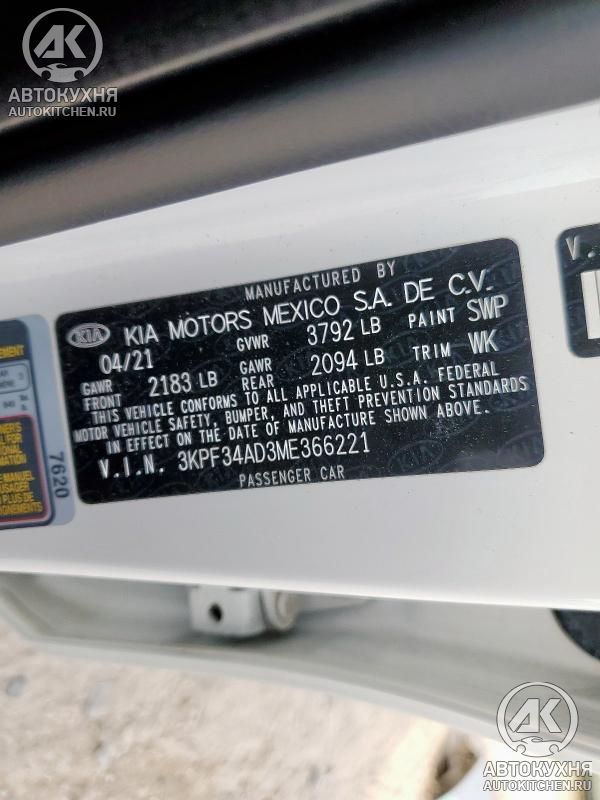 АК
АВТОКУХНЯ
AUTOKITCHEN.RU
MANUFACTURED BY
KIA KIA MOTORS MEXICO S.A. DE C.V.
04/21 GVWR 3792 LB PAINT SWP
GAWR FRONT 2183 LB GAWR REAR 2094 LB TRIM WK
THIS VEHICLE CONFORMS TO ALL APPLICABLE U.S.A. FEDERAL
MOTOR VEHICLE SAFETY, BUMPER, AND THEFT PREVENTION STANDARDS
IN EFFECT ON THE DATE OF MANUFACTURE SHOWN ABOVE.
V.I.N. 3KPF34AD3ME366221
PASSENGER CAR
7620
V.
АК
АВТОКУХНЯ
AUTOKITCHEN.RU